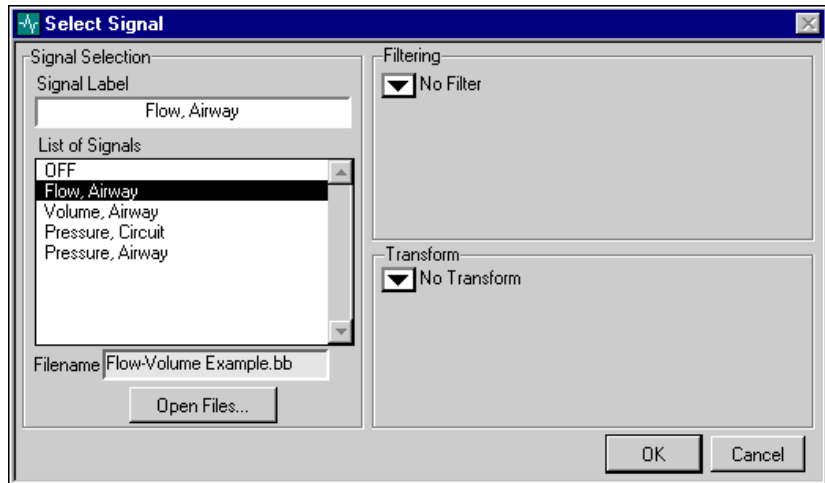 Select Signal
Signal Selection
Signal Label
Flow, Airway
List of Signals
OFF
Flow, Airway
Volume, Airway
Pressure, Circuit
Pressure, Airway
Filename Flow-Volume Example.bb
Open Files...
Filtering
No Filter
Transform
No Transform
OK Cancel